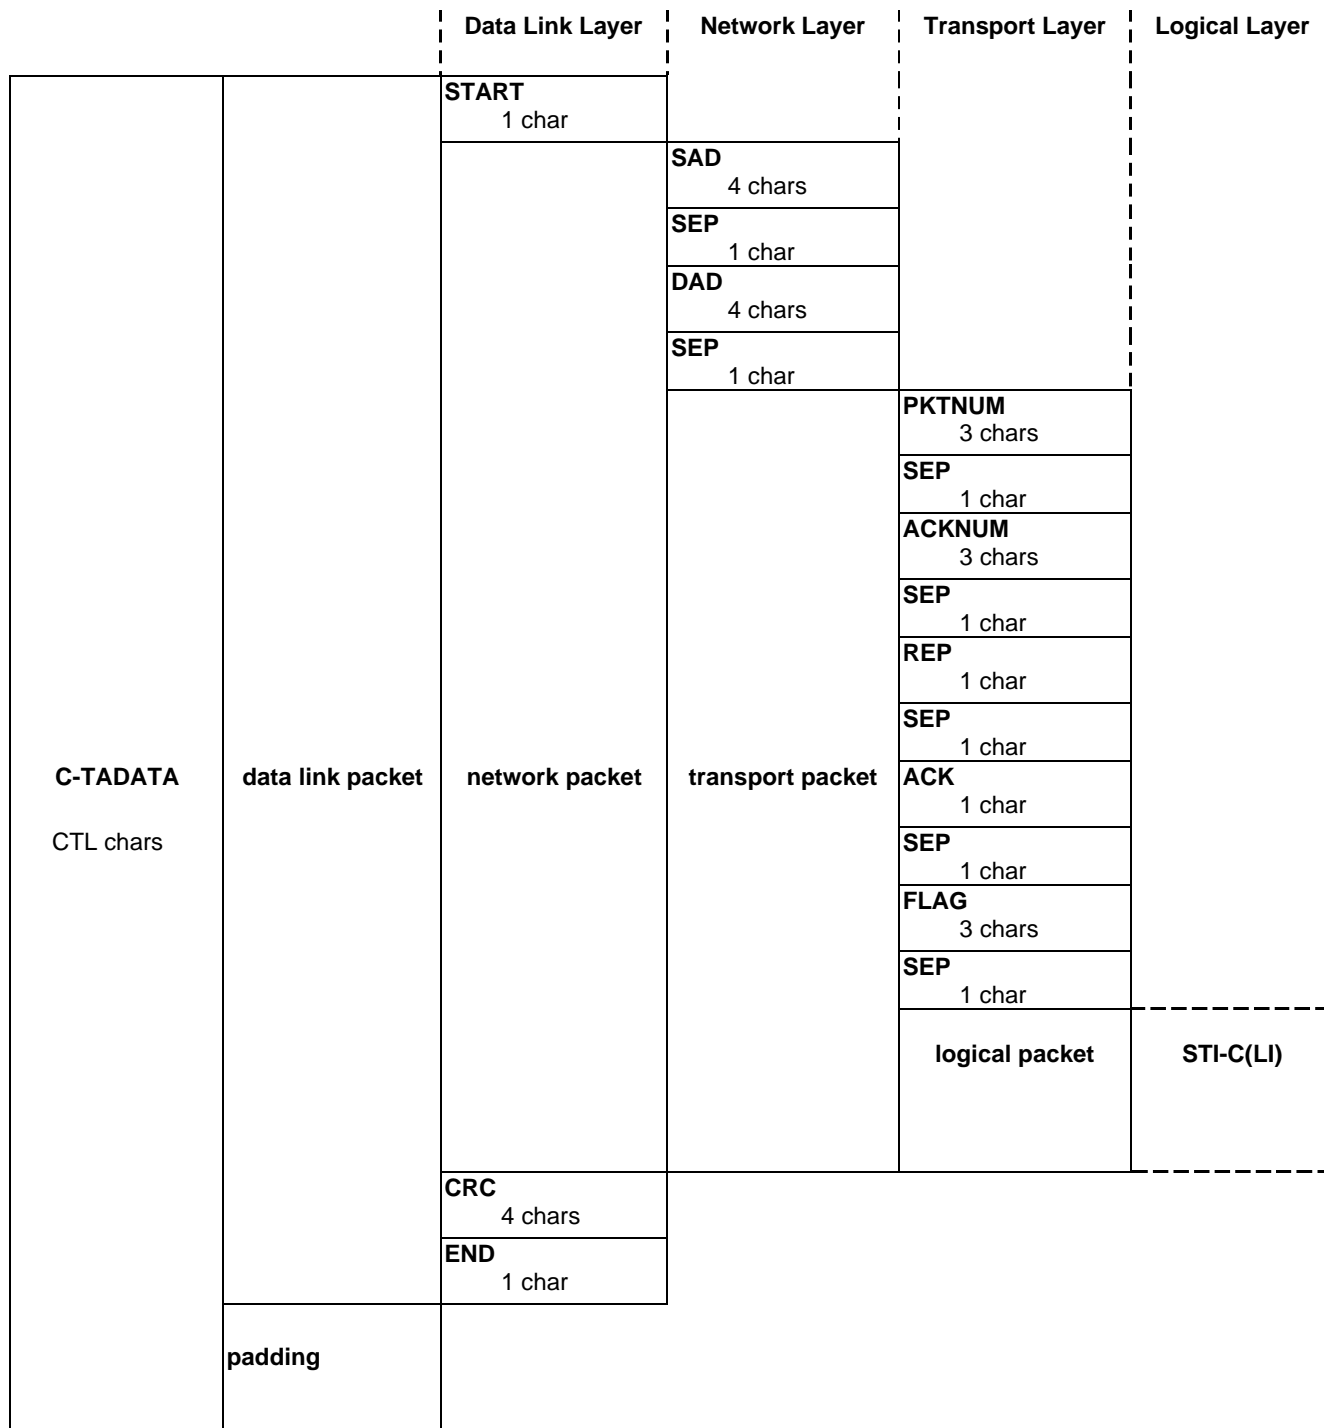 Data Link Layer Network Layer Transport Layer Logical Layer
START
1 char
SAD
4 chars
SEP
1 char
DAD
4 chars
SEP
1 char
PKTNUM
3 chars
SEP
1 char
ACKNUM
3 chars
SEP
1 char
REP
1 char
SEP
1 char
C-TADATA data link packet network packet transport packet ACK
1 char
CTL chars
SEP
1 char
FLAG
3 chars
SEP
1 char
logical packet STI-C(LI)
CRC
4 chars
END
1 char
padding